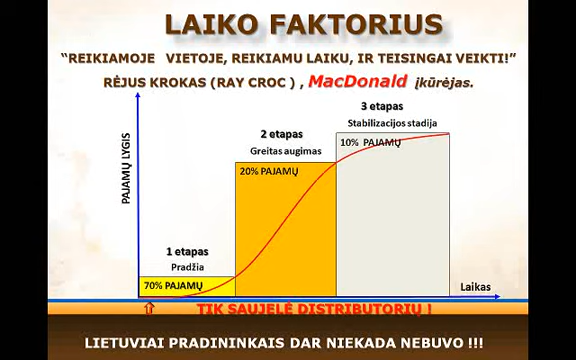 LAIKO FAKTORIUS
“REIKIAMOJE VIETOJE, REIKIAMU LAIKU, IR TEISINGAI VEIKTI!”
RĖJUS KROKAS (RAY CROC ) , MacDonald įkūrėjas.
3 etapas
Stabilizacijos stadija
10% PAJAMŲ
2 etapas
Greitas augimas
20% PAJAMŲ
PAJAMŲ LYGIS
1 etapas
Pradžia
70% PAJAMŲ
Laikas
TIK SAUJELĖ DISTRIBUTORIŲ !
LIETUVIAI PRADININKAIS DAR NIEKADA NEBUVO !!!